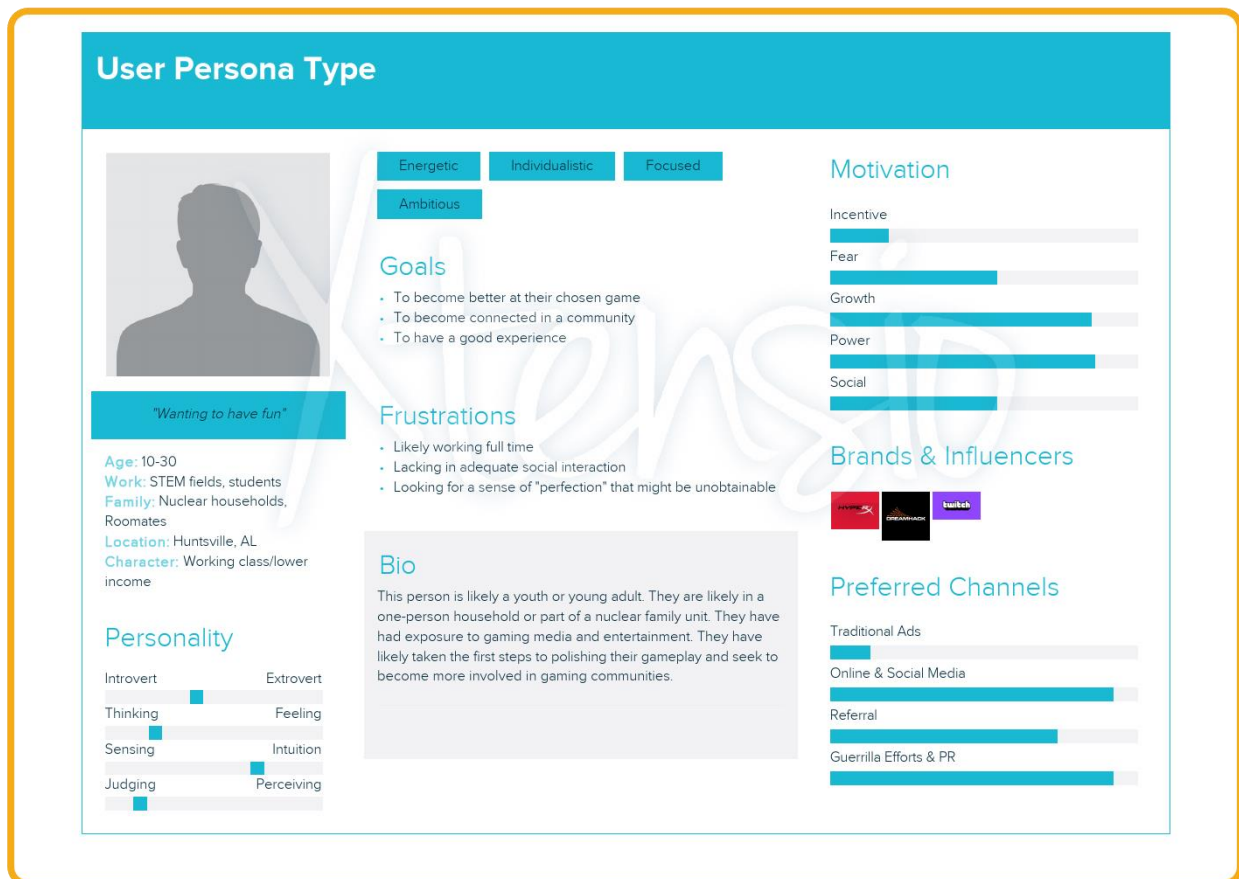 User Persona Type
"Wanting to have fun"
Age: 10-30
Work: STEM fields, students
Family: Nuclear households,
Roomates
Location: Huntsville, AL
Character: Working class/lower
income
Personality
Introvert Extrovert
Thinking Feeling
Sensing Intuition
Judging Perceiving
Energetic Individualistic Focused
Ambitious
Goals
• To become better at their chosen game
• To become connected in a community
• To have a good experience
Frustrations
• Likely working full time
• Lacking in adequate social interaction
• Looking for a sense of "perfection" that might be unobtainable
Bio
This person is likely a youth or young adult. They are likely in a
one-person household or part of a nuclear family unit. They have
had exposure to gaming media and entertainment. They have
likely taken the first steps to polishing their gameplay and seek to
become more involved in gaming communities.
Motivation
Incentive
Fear
Growth
Power
Social
Brands & Influencers
HYPERX DREAMHACK twitch
Preferred Channels
Traditional Ads
Online & Social Media
Referral
Guerrilla Efforts & PR
Xtensio